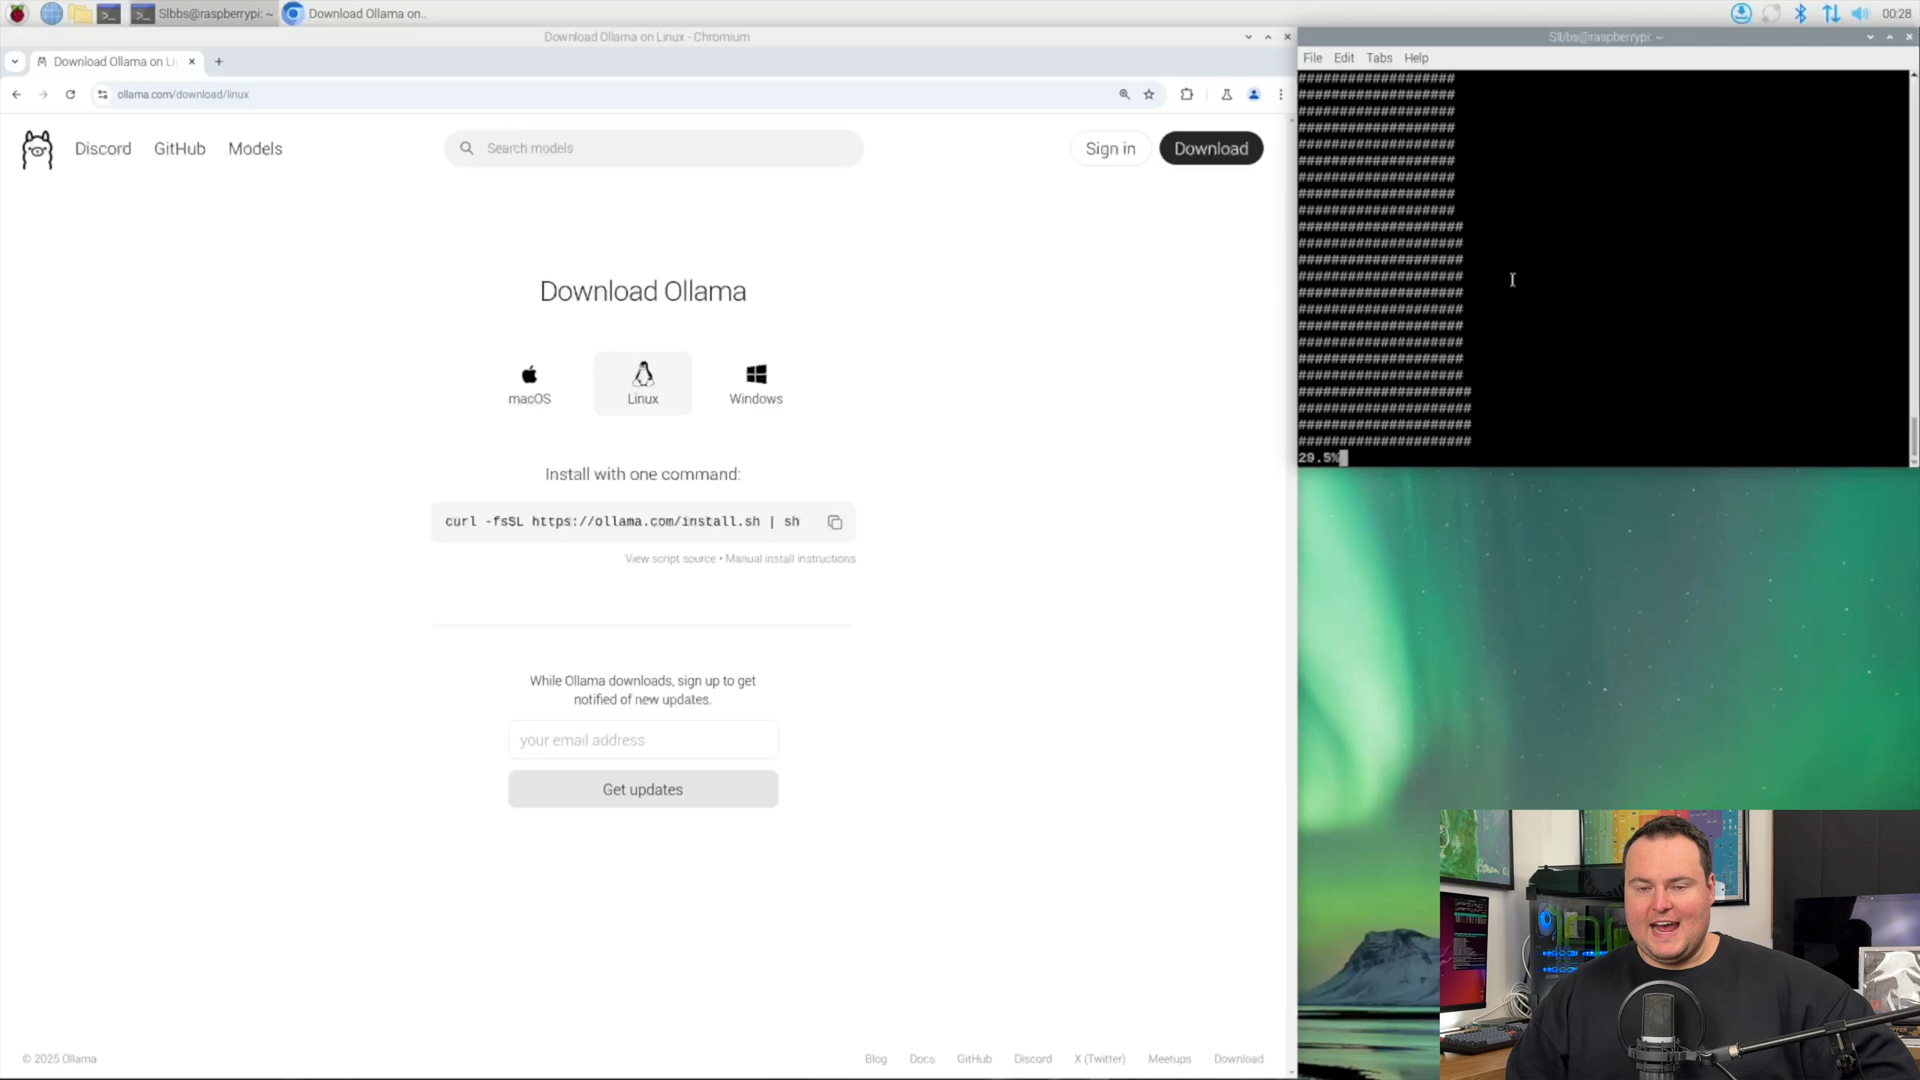 Slbbs@raspberrypi: ~
Download Ollama on..
00:28
Download Ollama on Linux - Chromium
Download Ollama on Li
ollama.com/download/linux
Discord
GitHub
Models
Search models
Sign in
Download
Download Ollama
macOS
Linux
Windows
Install with one command:
curl -fsSL https://ollama.com/install.sh | sh
View script source • Manual install instructions
While Ollama downloads, sign up to get
notified of new updates.
your email address
Get updates
© 2025 Ollama
Blog
Docs
GitHub
Discord
X (Twitter)
Meetups
Download
Slbbs@raspberrypi: ~
File Edit Tabs Help
###################
###################
###################
###################
###################
###################
###################
###################
###################
####################
####################
####################
####################
####################
####################
####################
####################
####################
####################
#####################
#####################
#####################
#####################
29.5%